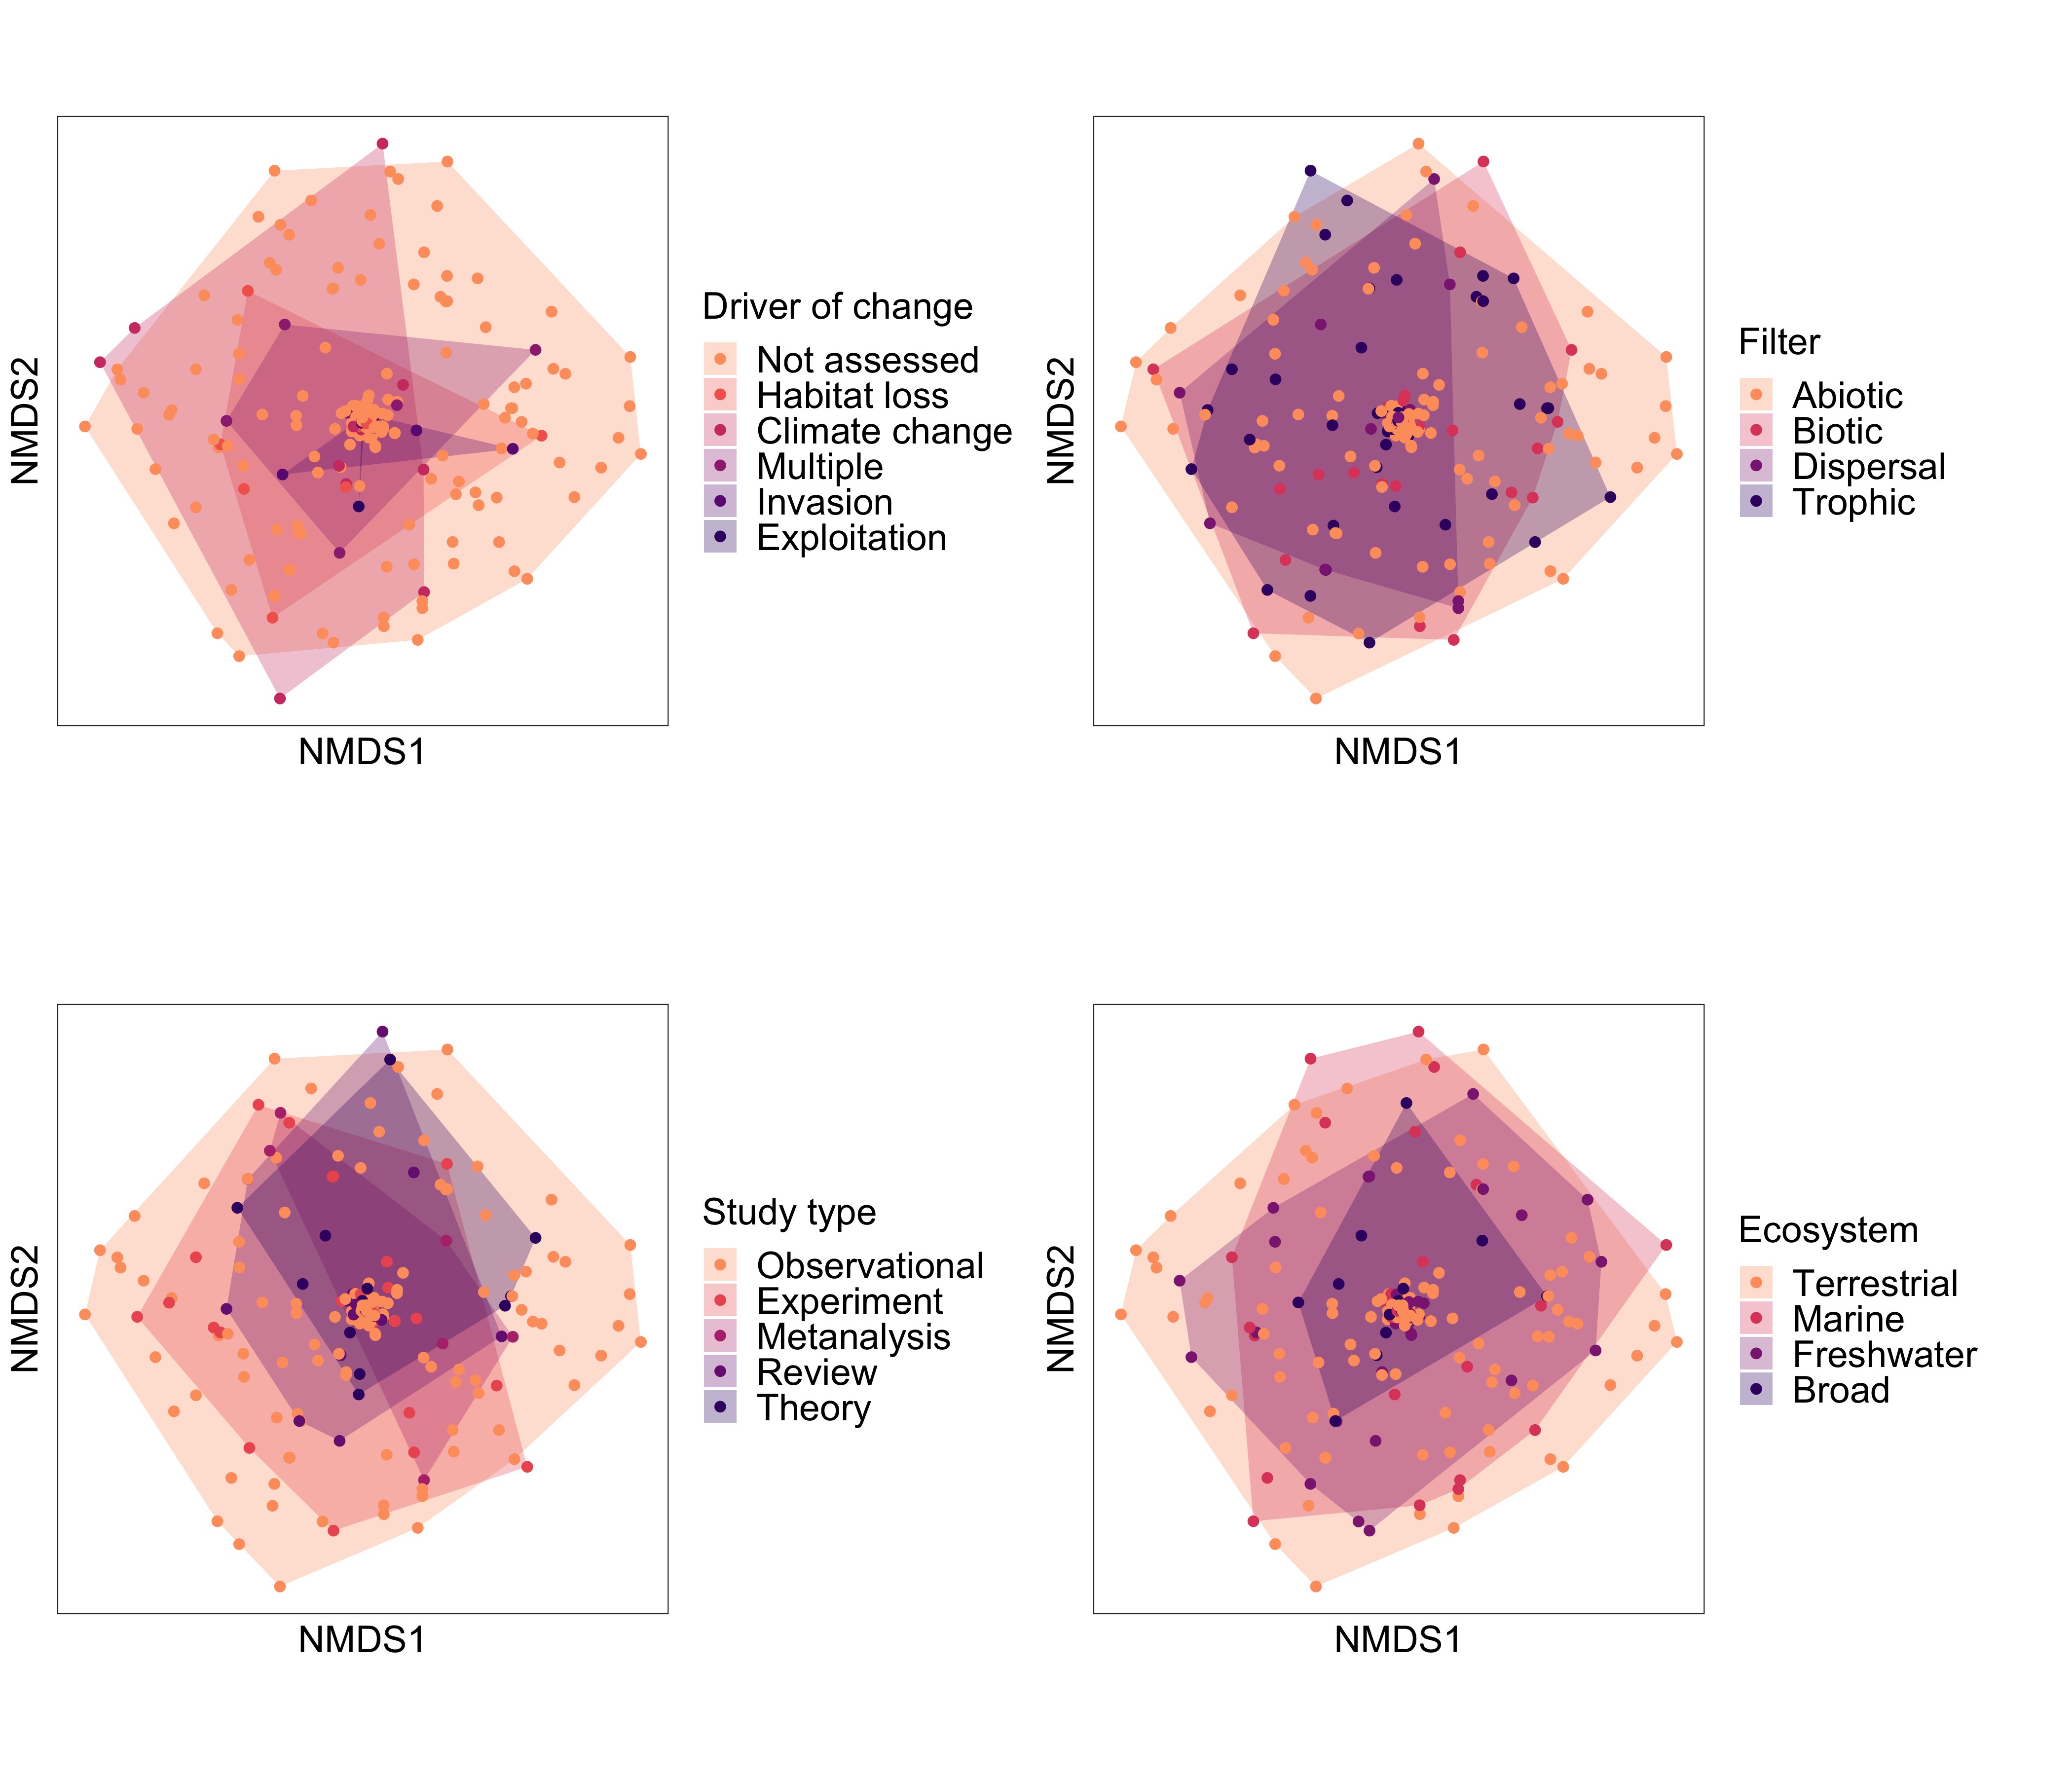 NMDS2
NMDS1
Driver of change
Not assessed
Habitat loss
Climate change
Multiple
Invasion
Exploitation
NMDS2
NMDS1
Filter
Abiotic
Biotic
Dispersal
Trophic
NMDS2
NMDS1
Study type
Observational
Experiment
Metanalysis
Review
Theory
NMDS2
NMDS1
Ecosystem
Terrestrial
Marine
Freshwater
Broad